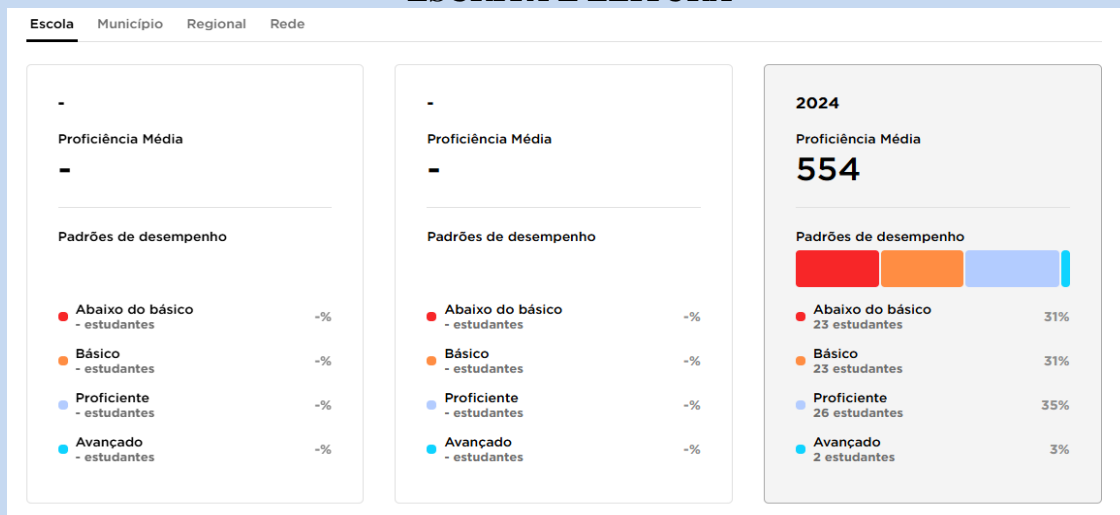 Escola Município Regional Rede
-
Proficiência Média
-
Padrões de desempenho
Abaixo do básico
- estudantes -%
Básico
- estudantes -%
Proficiente
- estudantes -%
Avançado
- estudantes -%
-
Proficiência Média
-
Padrões de desempenho
Abaixo do básico
- estudantes -%
Básico
- estudantes -%
Proficiente
- estudantes -%
Avançado
- estudantes -%
2024
Proficiência Média
554
Padrões de desempenho
Abaixo do básico
23 estudantes 31%
Básico
23 estudantes 31%
Proficiente
26 estudantes 35%
Avançado
2 estudantes 3%